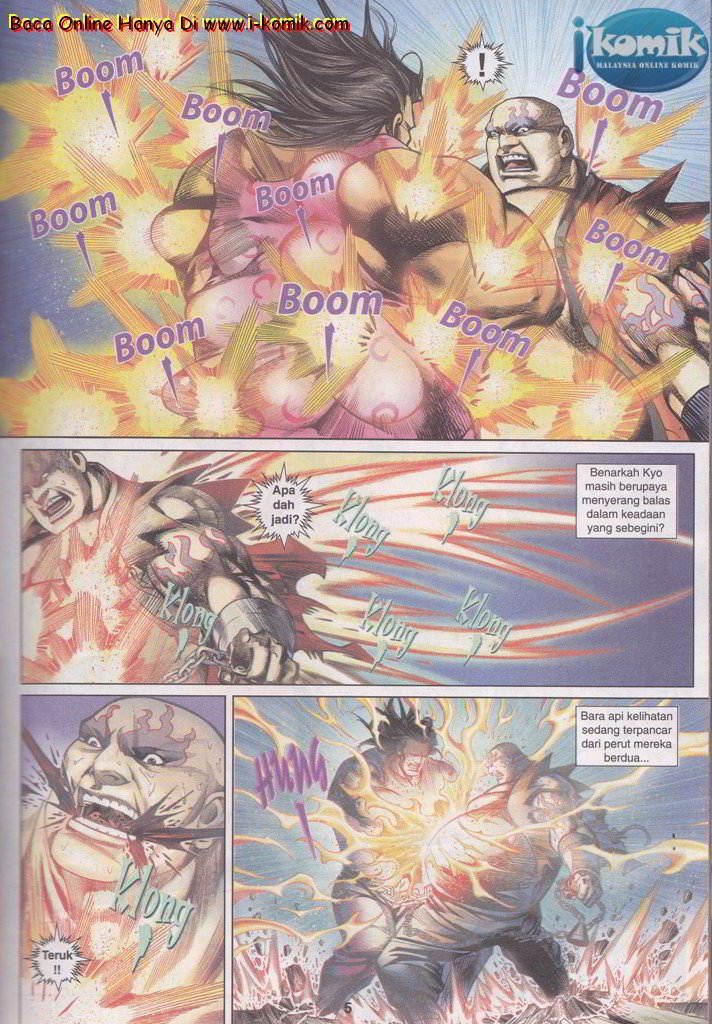 Baca Online Hanya Di www.i-komik.com
ikomik
MALAYSIA ONLINE KOMIK
Boom
Boom
!
Boom
Boom
Boom
Boom
Boom
Boom
Boom
Apa
dah
jadi?
Klong
Klong
Klong
Klong
Klong
Benarkah Kyo
masih berupaya
menyerang balas
dalam keadaan
yang sebegini?
Klong
Teruk
!!
HUNG
Bara api kelihatan
sedang terpancar
dari perut mereka
berdua...
5